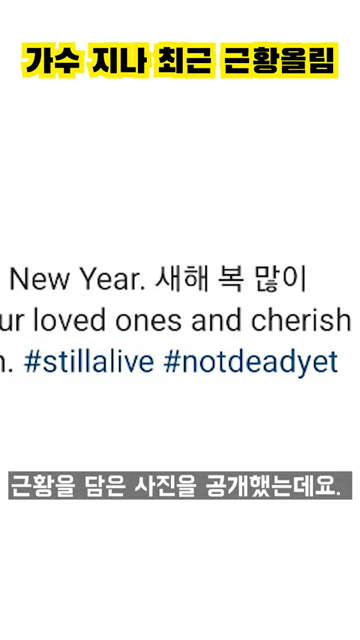 가수 지나 최근 근황올림
New Year. 새해 복 많이
ur loved ones and cherish
n. #stillalive #notdeadyet
근황을 담은 사진을 공개했는데요.